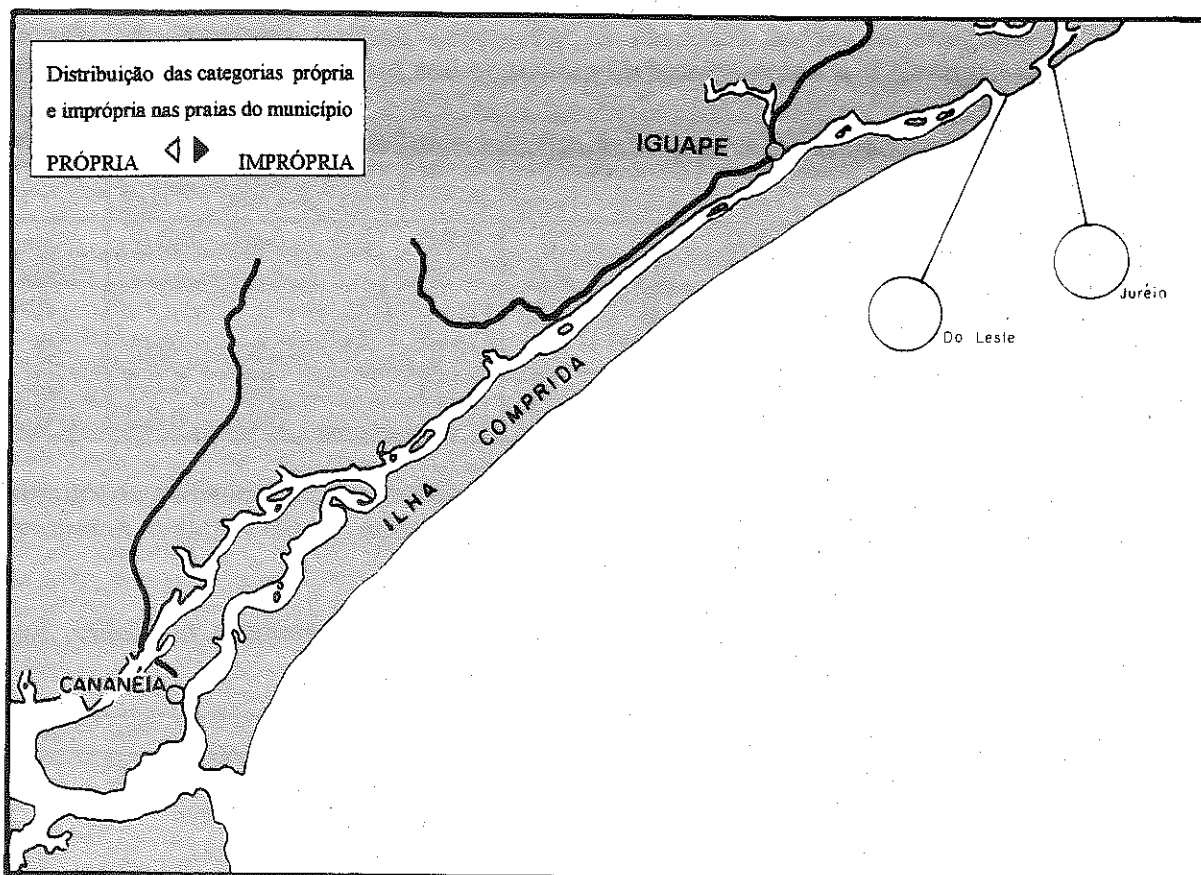 Distribuição das categorias própria
e imprópria nas praias do município
PRÓPRIA IMPRÓPRIA
IGUAPE
Juréia
Do Leste
ILHA COMPRIDA
CANANÉIA